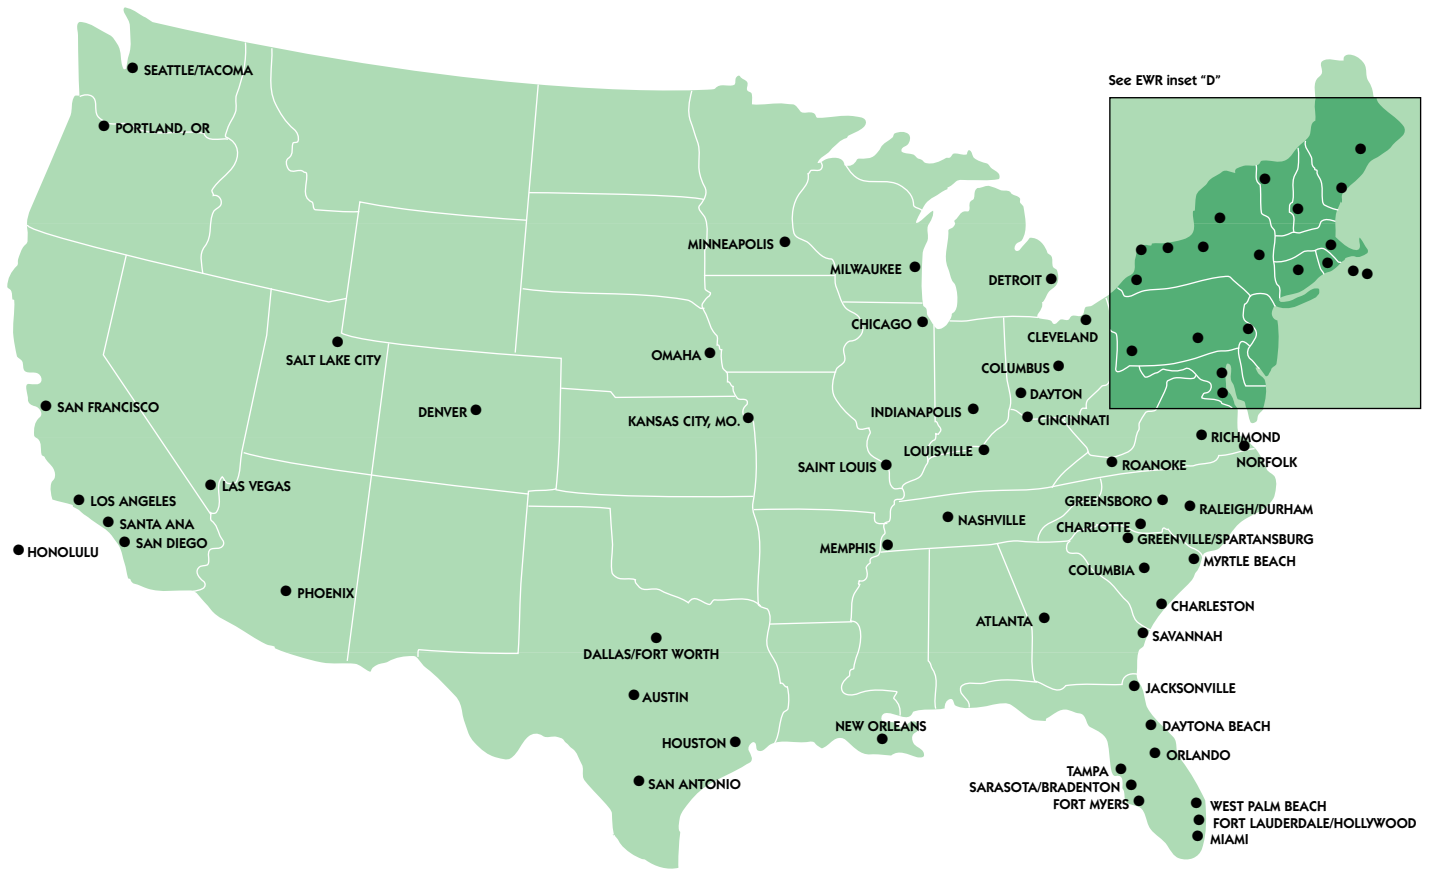 SEATTLE/TACOMA
See EWR inset “D”
PORTLAND, OR
MINNEAPOLIS
MILWAUKEE
DETROIT
CHICAGO
CLEVELAND
OMAHA
SALT LAKE CITY
COLUMBUS
DAYTON
SAN FRANCISCO
DENVER
INDIANAPOLIS
KANSAS CITY, MO.
CINCINNATI
RICHMOND
LOUISVILLE
NORFOLK
SAINT LOUIS
ROANOKE
LAS VEGAS
LOS ANGELES
GREENSBORO
RALEIGH/DURHAM
SANTA ANA
NASHVILLE
CHARLOTTE
GREENVILLE/SPARTANSBURG
SAN DIEGO
HONOLULU
MEMPHIS
MYRTLE BEACH
COLUMBIA
PHOENIX
CHARLESTON
ATLANTA
SAVANNAH
DALLAS/FORT WORTH
JACKSONVILLE
AUSTIN
NEW ORLEANS
DAYTONA BEACH
HOUSTON
ORLANDO
TAMPA
SAN ANTONIO
SARASOTA/BRADENTON
FORT MYERS
WEST PALM BEACH
FORT LAUDERDALE/HOLLYWOOD
MIAMI